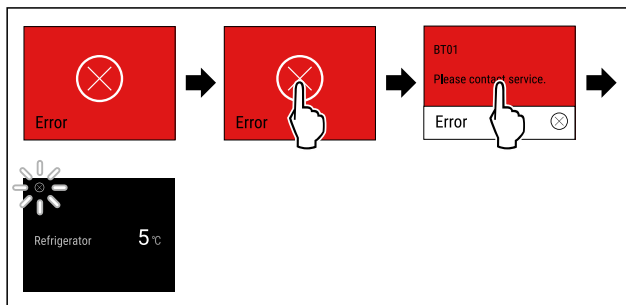 Error
Error
BT01
Please contact service.
Error
Refrigerator 5 °C